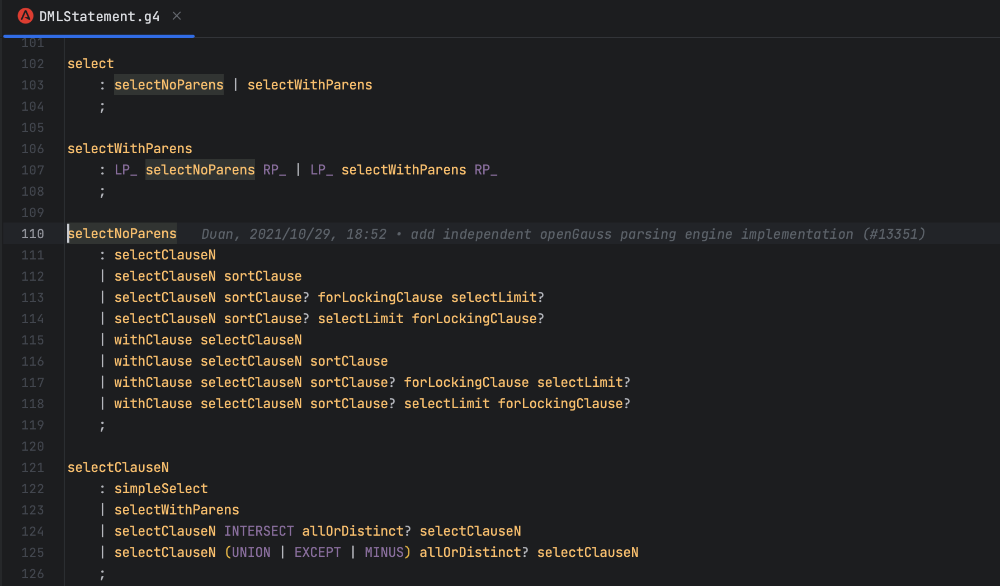 DMLStatement.g4
101
102 select
103 : selectNoParens | selectWithParens
104 ;
105
106 selectWithParens
107 : LP_ selectNoParens RP_ | LP_ selectWithParens RP_
108 ;
109
110 selectNoParens Duan, 2021/10/29, 18:52 • add independent openGauss parsing engine implementation (#13351)
111 : selectClauseN
112 | selectClauseN sortClause
113 | selectClauseN sortClause? forLockingClause selectLimit?
114 | selectClauseN sortClause? selectLimit forLockingClause?
115 | withClause selectClauseN
116 | withClause selectClauseN sortClause
117 | withClause selectClauseN sortClause? forLockingClause selectLimit?
118 | withClause selectClauseN sortClause? selectLimit forLockingClause?
119 ;
120
121 selectClauseN
122 : simpleSelect
123 | selectWithParens
124 | selectClauseN INTERSECT allOrDistinct? selectClauseN
125 | selectClauseN (UNION | EXCEPT | MINUS) allOrDistinct? selectClauseN
126 ;